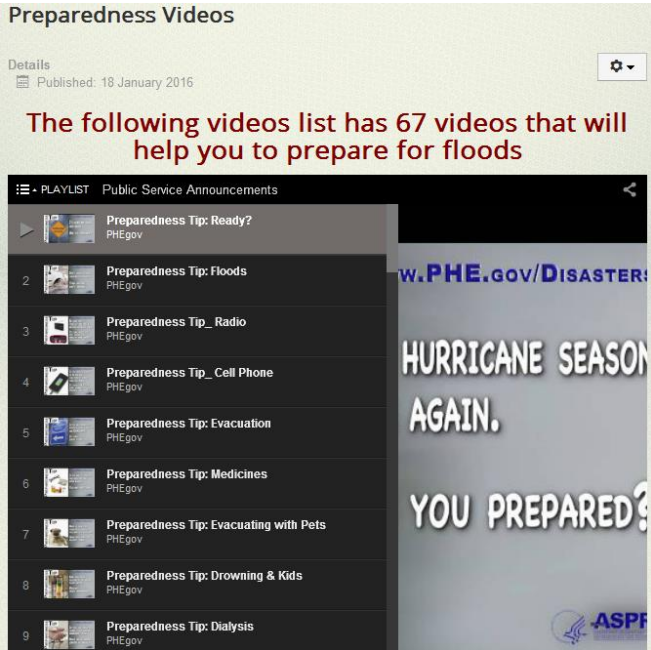 Preparedness Videos
Details
Published: 18 January 2016
The following videos list has 67 videos that will
help you to prepare for floods
PLAYLIST Public Service Announcements
Preparedness Tip: Ready?
PHEgov
2 Preparedness Tip: Floods
PHEgov
3 Preparedness Tip_ Radio
PHEgov
4 Preparedness Tip_ Cell Phone
PHEgov
5 Preparedness Tip: Evacuation
PHEgov
6 Preparedness Tip: Medicines
PHEgov
7 Preparedness Tip: Evacuating with Pets
PHEgov
8 Preparedness Tip: Drowning & Kids
PHEgov
9 Preparedness Tip: Dialysis
PHEgov
w.PHE.gov/Disasters
HURRICANE SEASON
AGAIN.
YOU PREPARED?
ASPR